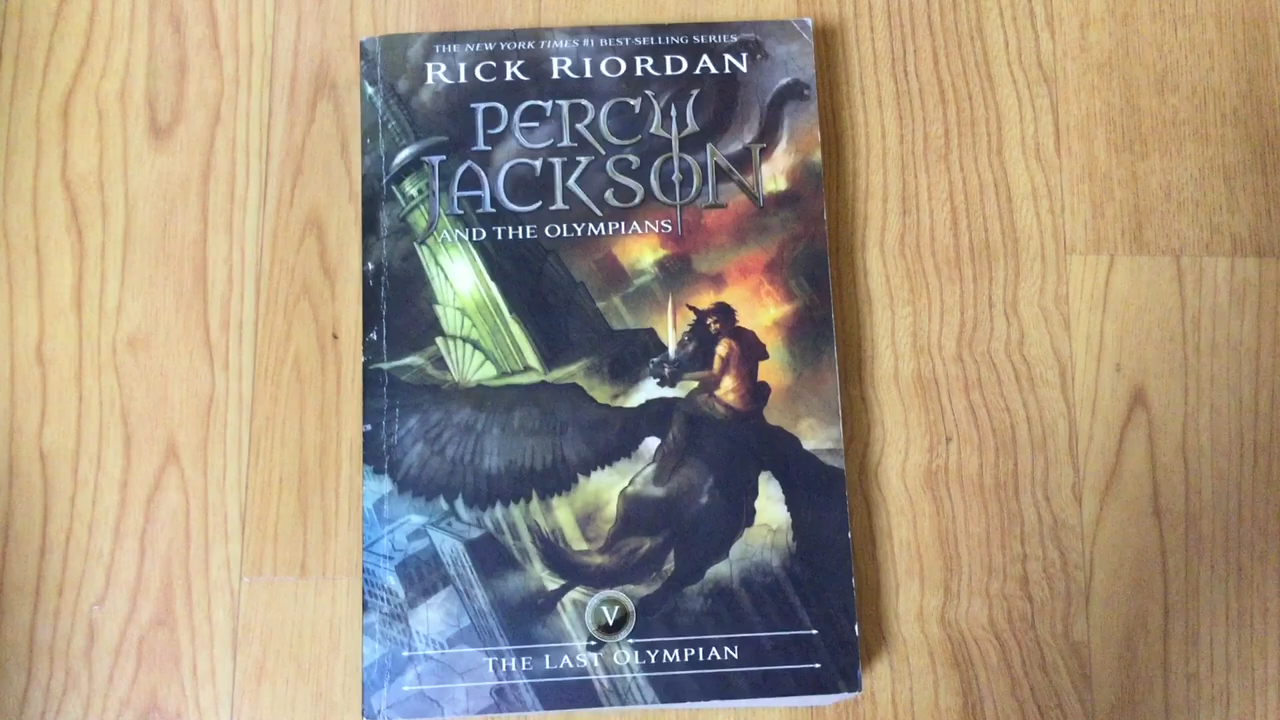 THE NEW YORK TIMES #1 BEST-SELLING SERIES
RICK RIORDAN
PERCY
JACKSON
AND THE OLYMPIANS
V
THE LAST OLYMPIAN